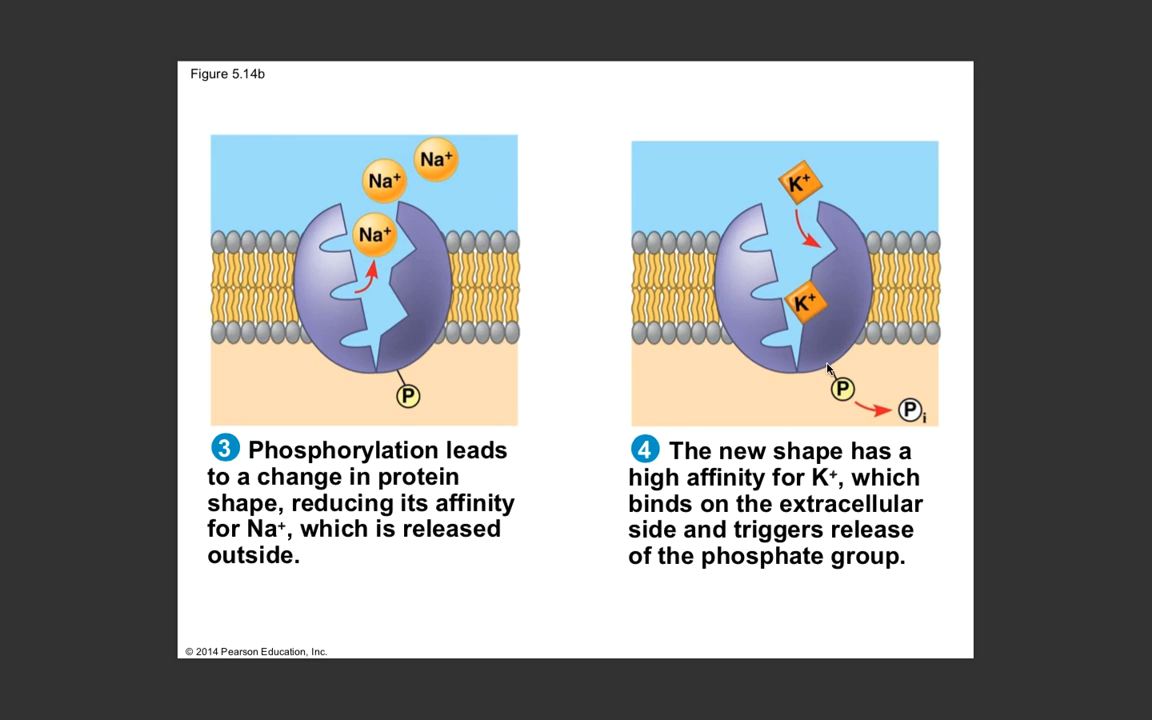 Figure 5.14b
Na+
Na+
Na+
P
3 Phosphorylation leads
to a change in protein
shape, reducing its affinity
for Na+, which is released
outside.
K+
K+
P
Pi
4 The new shape has a
high affinity for K+, which
binds on the extracellular
side and triggers release
of the phosphate group.
© 2014 Pearson Education, Inc.